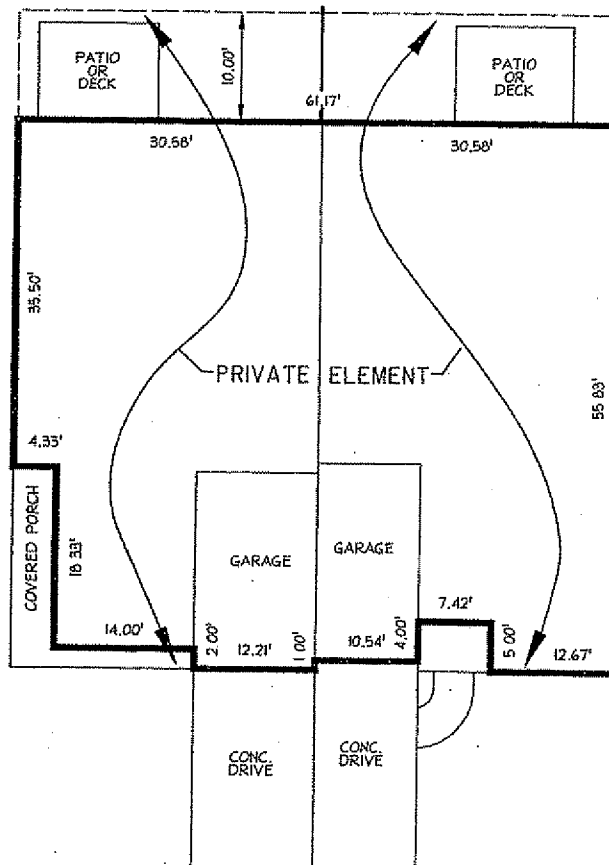 PATIO
OR
DECK
10.00'
61.17'
PATIO
OR
DECK
30.58'
30.58'
35.50'
PRIVATE ELEMENT
55.83'
4.33'
COVERED PORCH
18.33'
GARAGE
GARAGE
14.00'
2.00'
12.21'
1.00'
10.54'
4.00'
7.42'
5.00'
12.67'
CONC.
DRIVE
CONC.
DRIVE